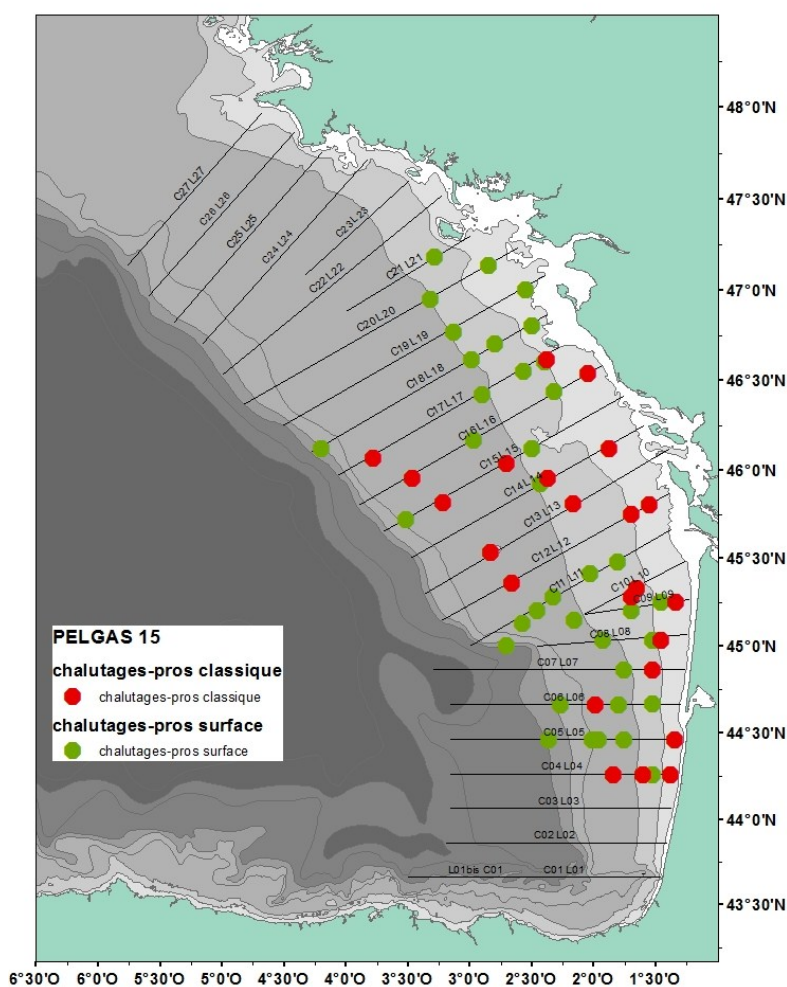 48°0'N
47°30'N
47°0'N
46°30'N
46°0'N
45°30'N
45°0'N
44°30'N
44°0'N
43°30'N
C27 L27
C26 L26
C25 L25
C24 L24
C23 L23
C22 L22
C21 L21
C20 L20
C19 L19
C18 L18
C17 L17
C16 L16
C15 L15
C14 L14
C13 L13
C12 L12
C11 L11
C10 L10
C09 L09
C08 L08
C07 L07
C06 L06
C05 L05
C04 L04
C03 L03
C02 L02
L01bis C01
C01 L01
PELGAS 15
chalutages-pros classique
chalutages-pros classique
chalutages-pros surface
chalutages-pros surface
6°30'O 6°0'O 5°30'O 5°0'O 4°30'O 4°0'O 3°30'O 3°0'O 2°30'O 2°0'O 1°30'O